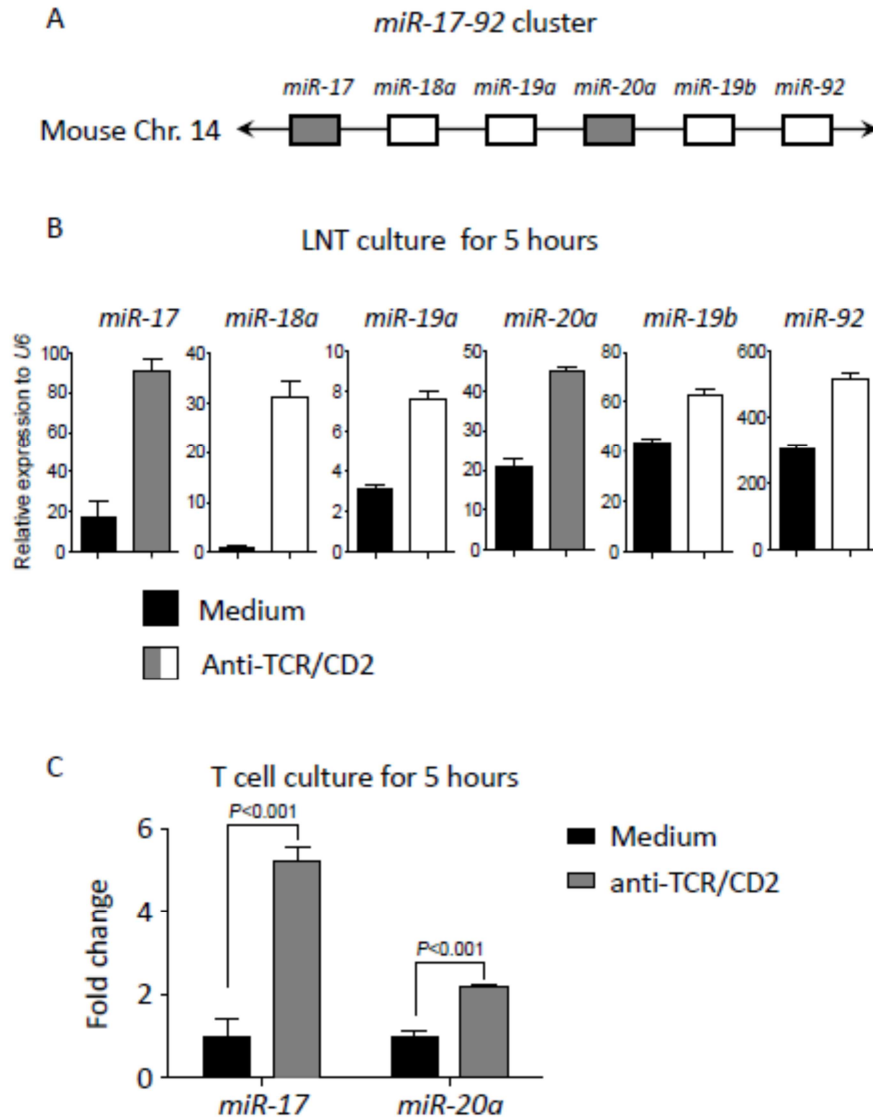 A
miR-17-92 cluster
miR-17 miR-18a miR-19a miR-20a miR-19b miR-92
Mouse Chr. 14
B
LNT culture for 5 hours
miR-17 miR-18a miR-19a miR-20a miR-19b miR-92
Relative expression to U6
100 80 60 40 20 0
40 30 20 10 0
10 8 6 4 2 0
50 40 30 20 10 0
80 60 40 20 0
600 400 200 0
Medium
Anti-TCR/CD2
C
T cell culture for 5 hours
Fold change
6
4
2
0
P<0.001
P<0.001
Medium
anti-TCR/CD2
miR-17 miR-20a